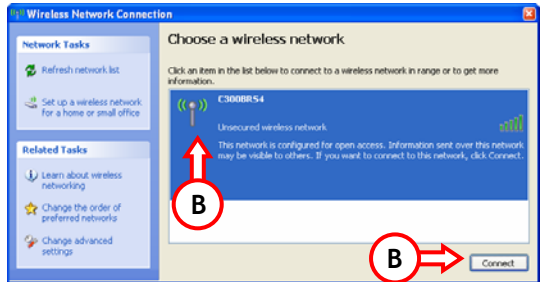 Wireless Network Connection
Network Tasks
Refresh network list
Set up a wireless network
for a home or small office
Related Tasks
Learn about wireless
networking
Change the order of
preferred networks
Change advanced
settings
Choose a wireless network
Click an item in the list below to connect to a wireless network in range or to get more
information.
C300BRS4
Unsecured wireless network
This network is configured for open access. Information sent over this network
may be visible to others. If you want to connect to this network, click Connect.
B
B
Connect